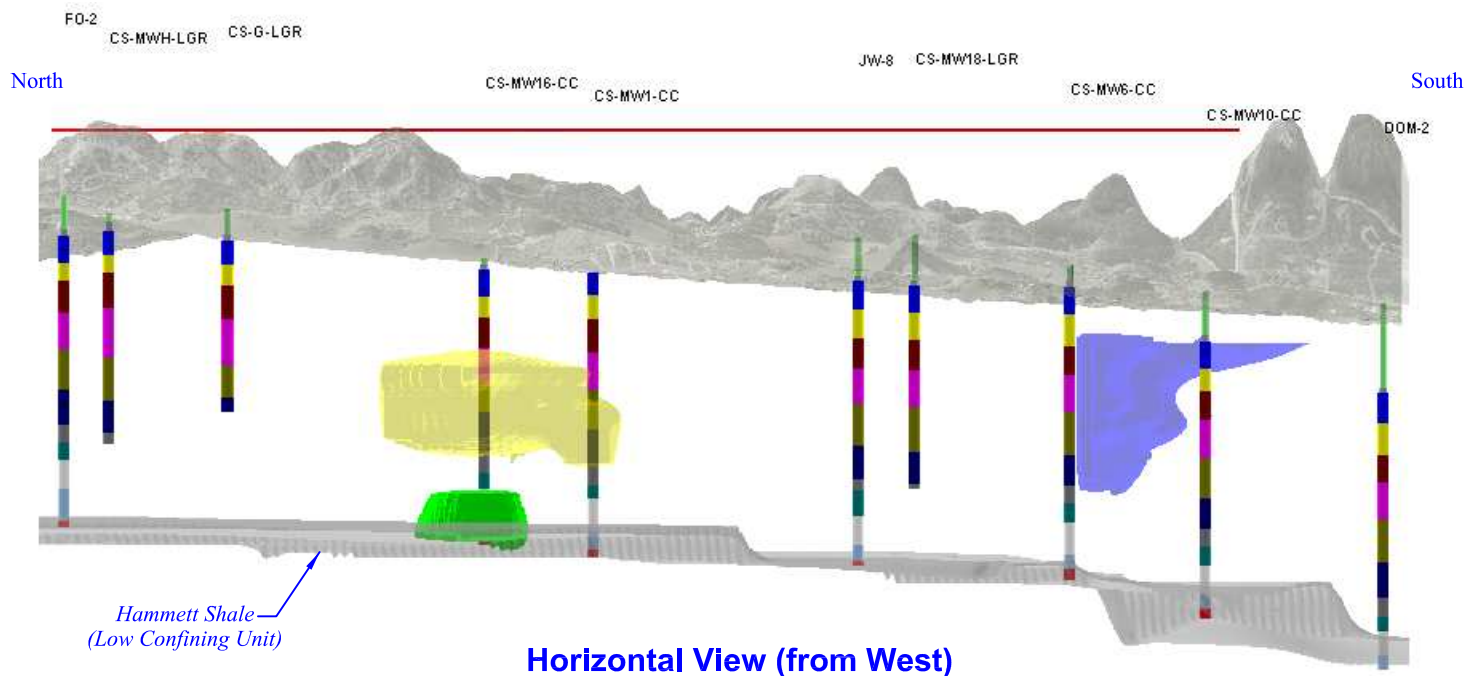 FO-2
CS-MWH-LGR
CS-G-LGR
JW-8
CS-MW18-LGR
North
South
CS-MW16-CC
CS-MW1-CC
CS-MW6-CC
CS-MW10-CC
DOM-2
Hammett Shale
(Low Confining Unit)
Horizontal View (from West)